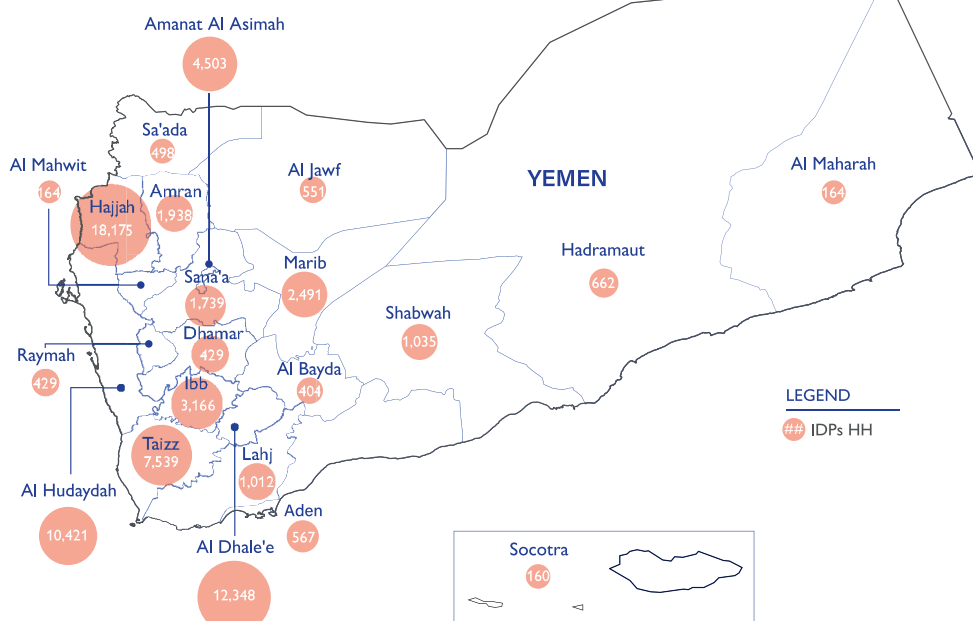 Amanat Al Asimah
4,503
Sa'ada
498
Al Mahwit
164
Hajjah
18,175
Amran
1,938
Al Jawf
551
YEMEN
Al Maharah
164
Hadramaut
662
Marib
2,491
Sana'a
1,739
Shabwah
1,035
Dhamar
429
Raymah
429
Al Bayda
404
Ibb
3,166
Taizz
7,539
Lahj
1,012
Al Hudaydah
10,421
Aden
567
Al Dhale'e
12,348
Socotra
160
LEGEND
## IDPs HH